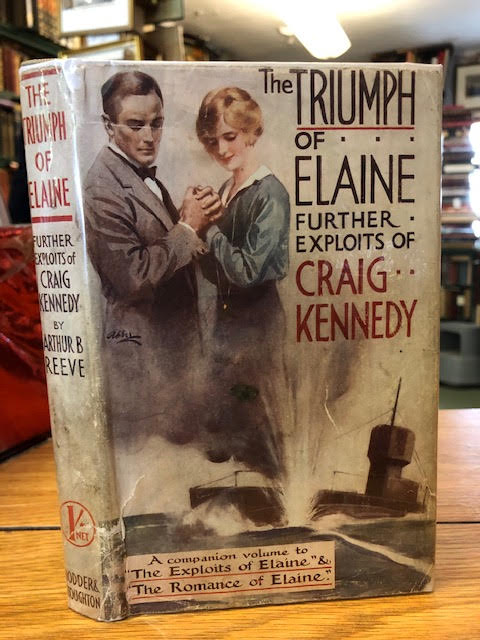 THE
TRIUMPH
OF
ELAINE
FURTHER
EXPLOITS of
CRAIG
KENNEDY
BY
ARTHUR B
REEVE
NET
HODDER &
STOUGHTON
The TRIUMPH
OF · · ·
ELAINE
FURTHER ·
EXPLOITS OF
CRAIG · ·
KENNEDY
A companion volume to
"The Exploits of Elaine" &
"The Romance of Elaine."